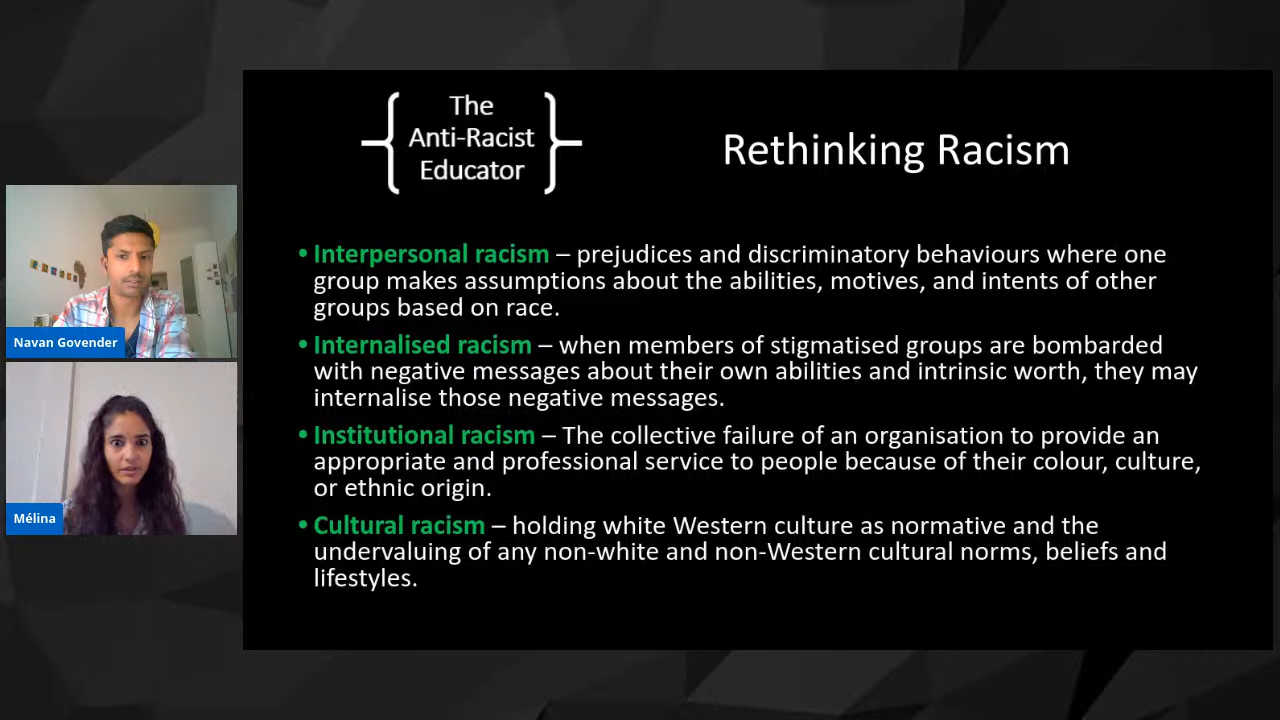 The
Anti-Racist
Educator
Rethinking Racism
• Interpersonal racism – prejudices and discriminatory behaviours where one
group makes assumptions about the abilities, motives, and intents of other
groups based on race.
• Internalised racism – when members of stigmatised groups are bombarded
with negative messages about their own abilities and intrinsic worth, they may
internalise those negative messages.
• Institutional racism – The collective failure of an organisation to provide an
appropriate and professional service to people because of their colour, culture,
or ethnic origin.
• Cultural racism – holding white Western culture as normative and the
undervaluing of any non-white and non-Western cultural norms, beliefs and
lifestyles.
Navan Govender
Mélina